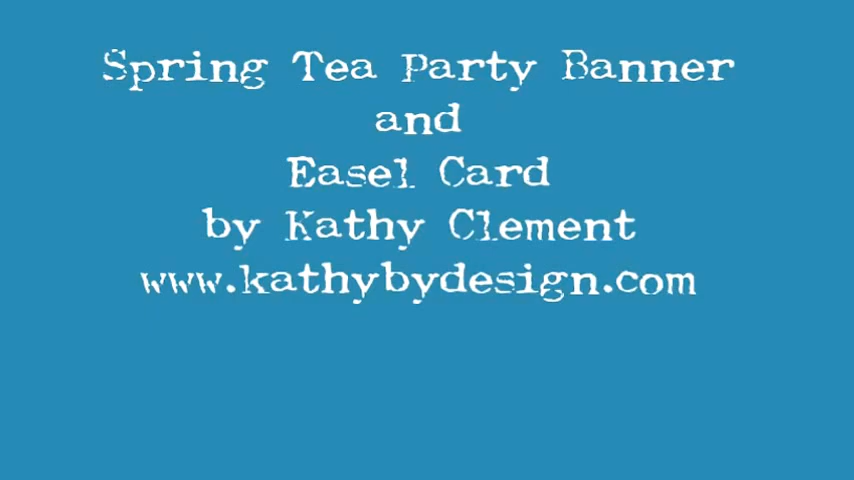 Spring Tea Party Banner
and
Easel Card
by Kathy Clement
www.kathybydesign.com